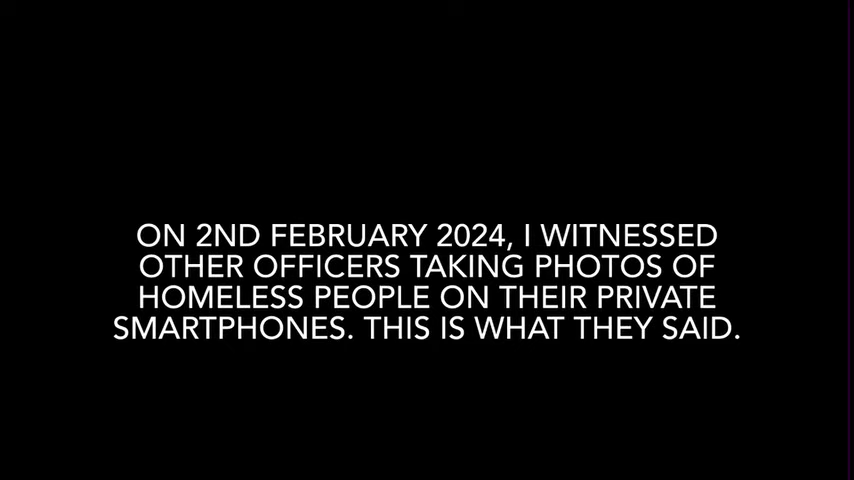 ON 2ND FEBRUARY 2024, I WITNESSED
OTHER OFFICERS TAKING PHOTOS OF
HOMELESS PEOPLE ON THEIR PRIVATE
SMARTPHONES. THIS IS WHAT THEY SAID.